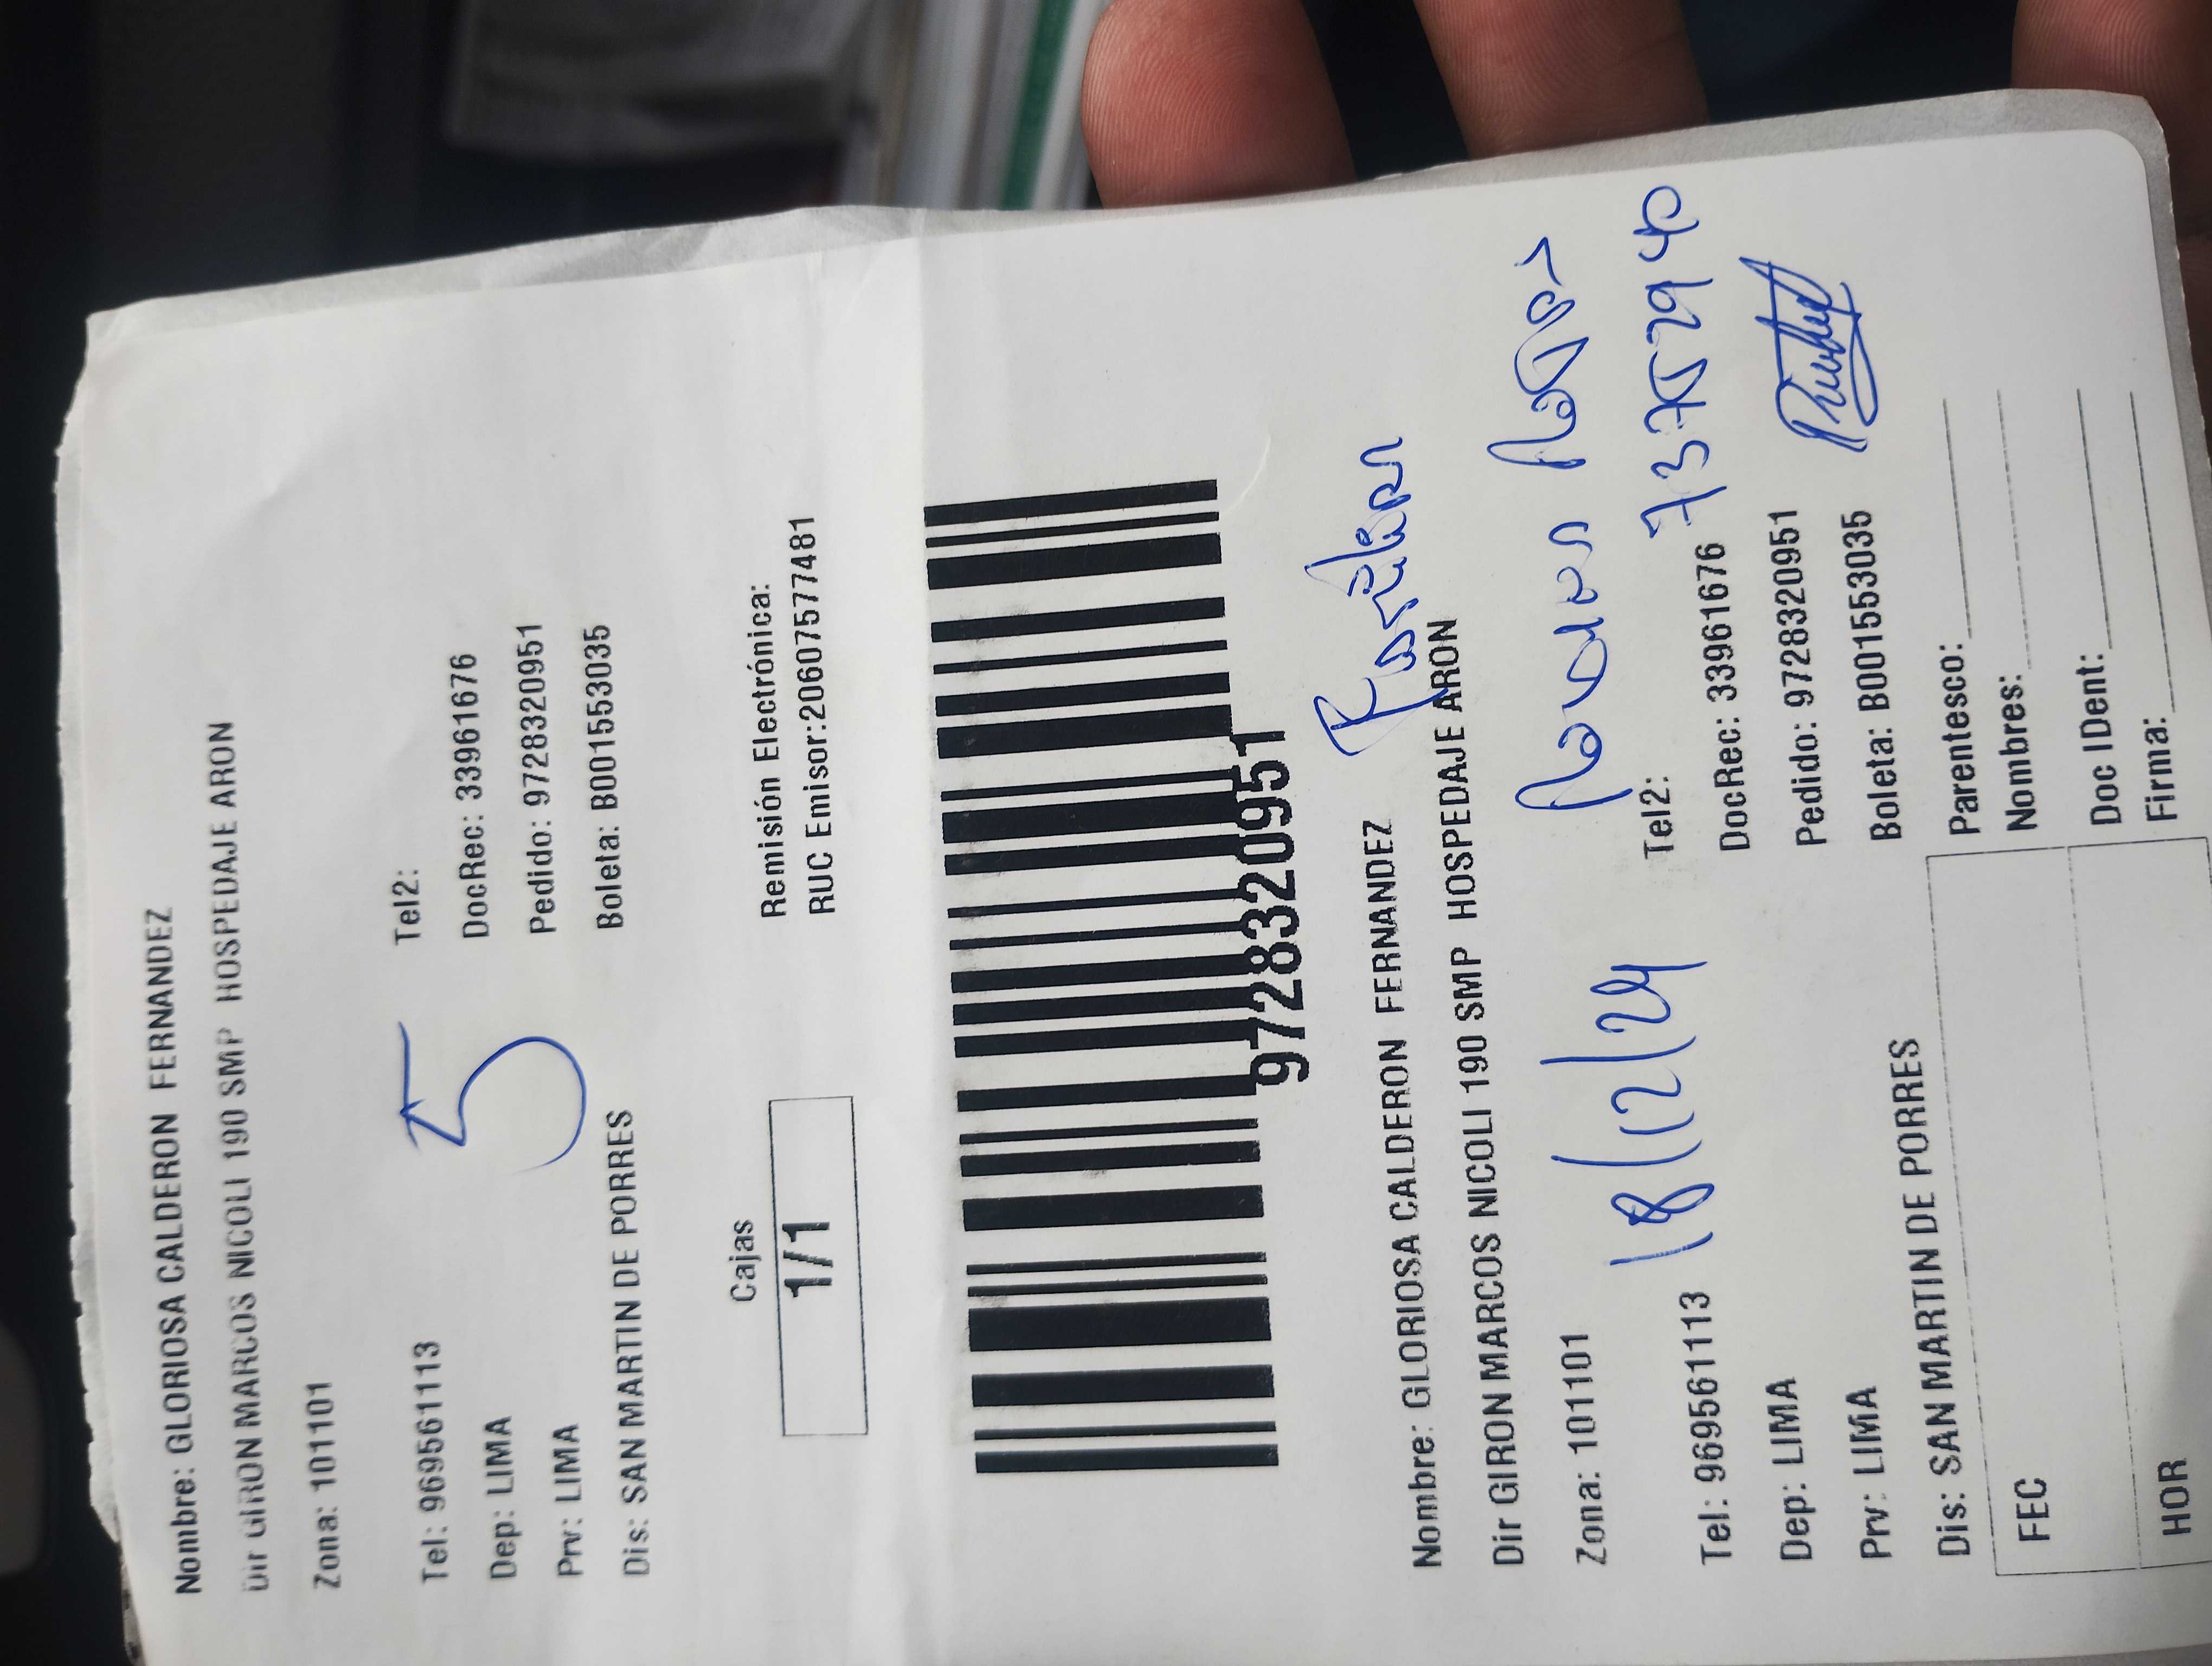 Nombre: GLORIOSA CALDERON FERNANDEZ
Dir GIRON MARCOS NICOLI 190 SMP HOSPEDAJE ARON
Zona: 101101
Tel: 969561113 Tel2:
Dep: LIMA DocRec: 33961676
Prv: LIMA Pedido: 9728320951
Dis: SAN MARTIN DE PORRES Boleta: B001553035
5
Cajas
1/1
Remisión Electrónica:
RUC Emisor:20607577481
9728320951
Nombre: GLORIOSA CALDERON FERNANDEZ
Dir GIRON MARCOS NICOLI 190 SMP HOSPEDAJE ARON
Zona: 101101
18/12/24
Tel: 969561113 Tel2:
73752940
Dep: LIMA DocRec: 33961676
Prv: LIMA Pedido: 9728320951
Dis: SAN MARTIN DE PORRES Boleta: B001553035
FEC
HOR
Parentesco:
Nombres:
Doc IDent:
Firma: